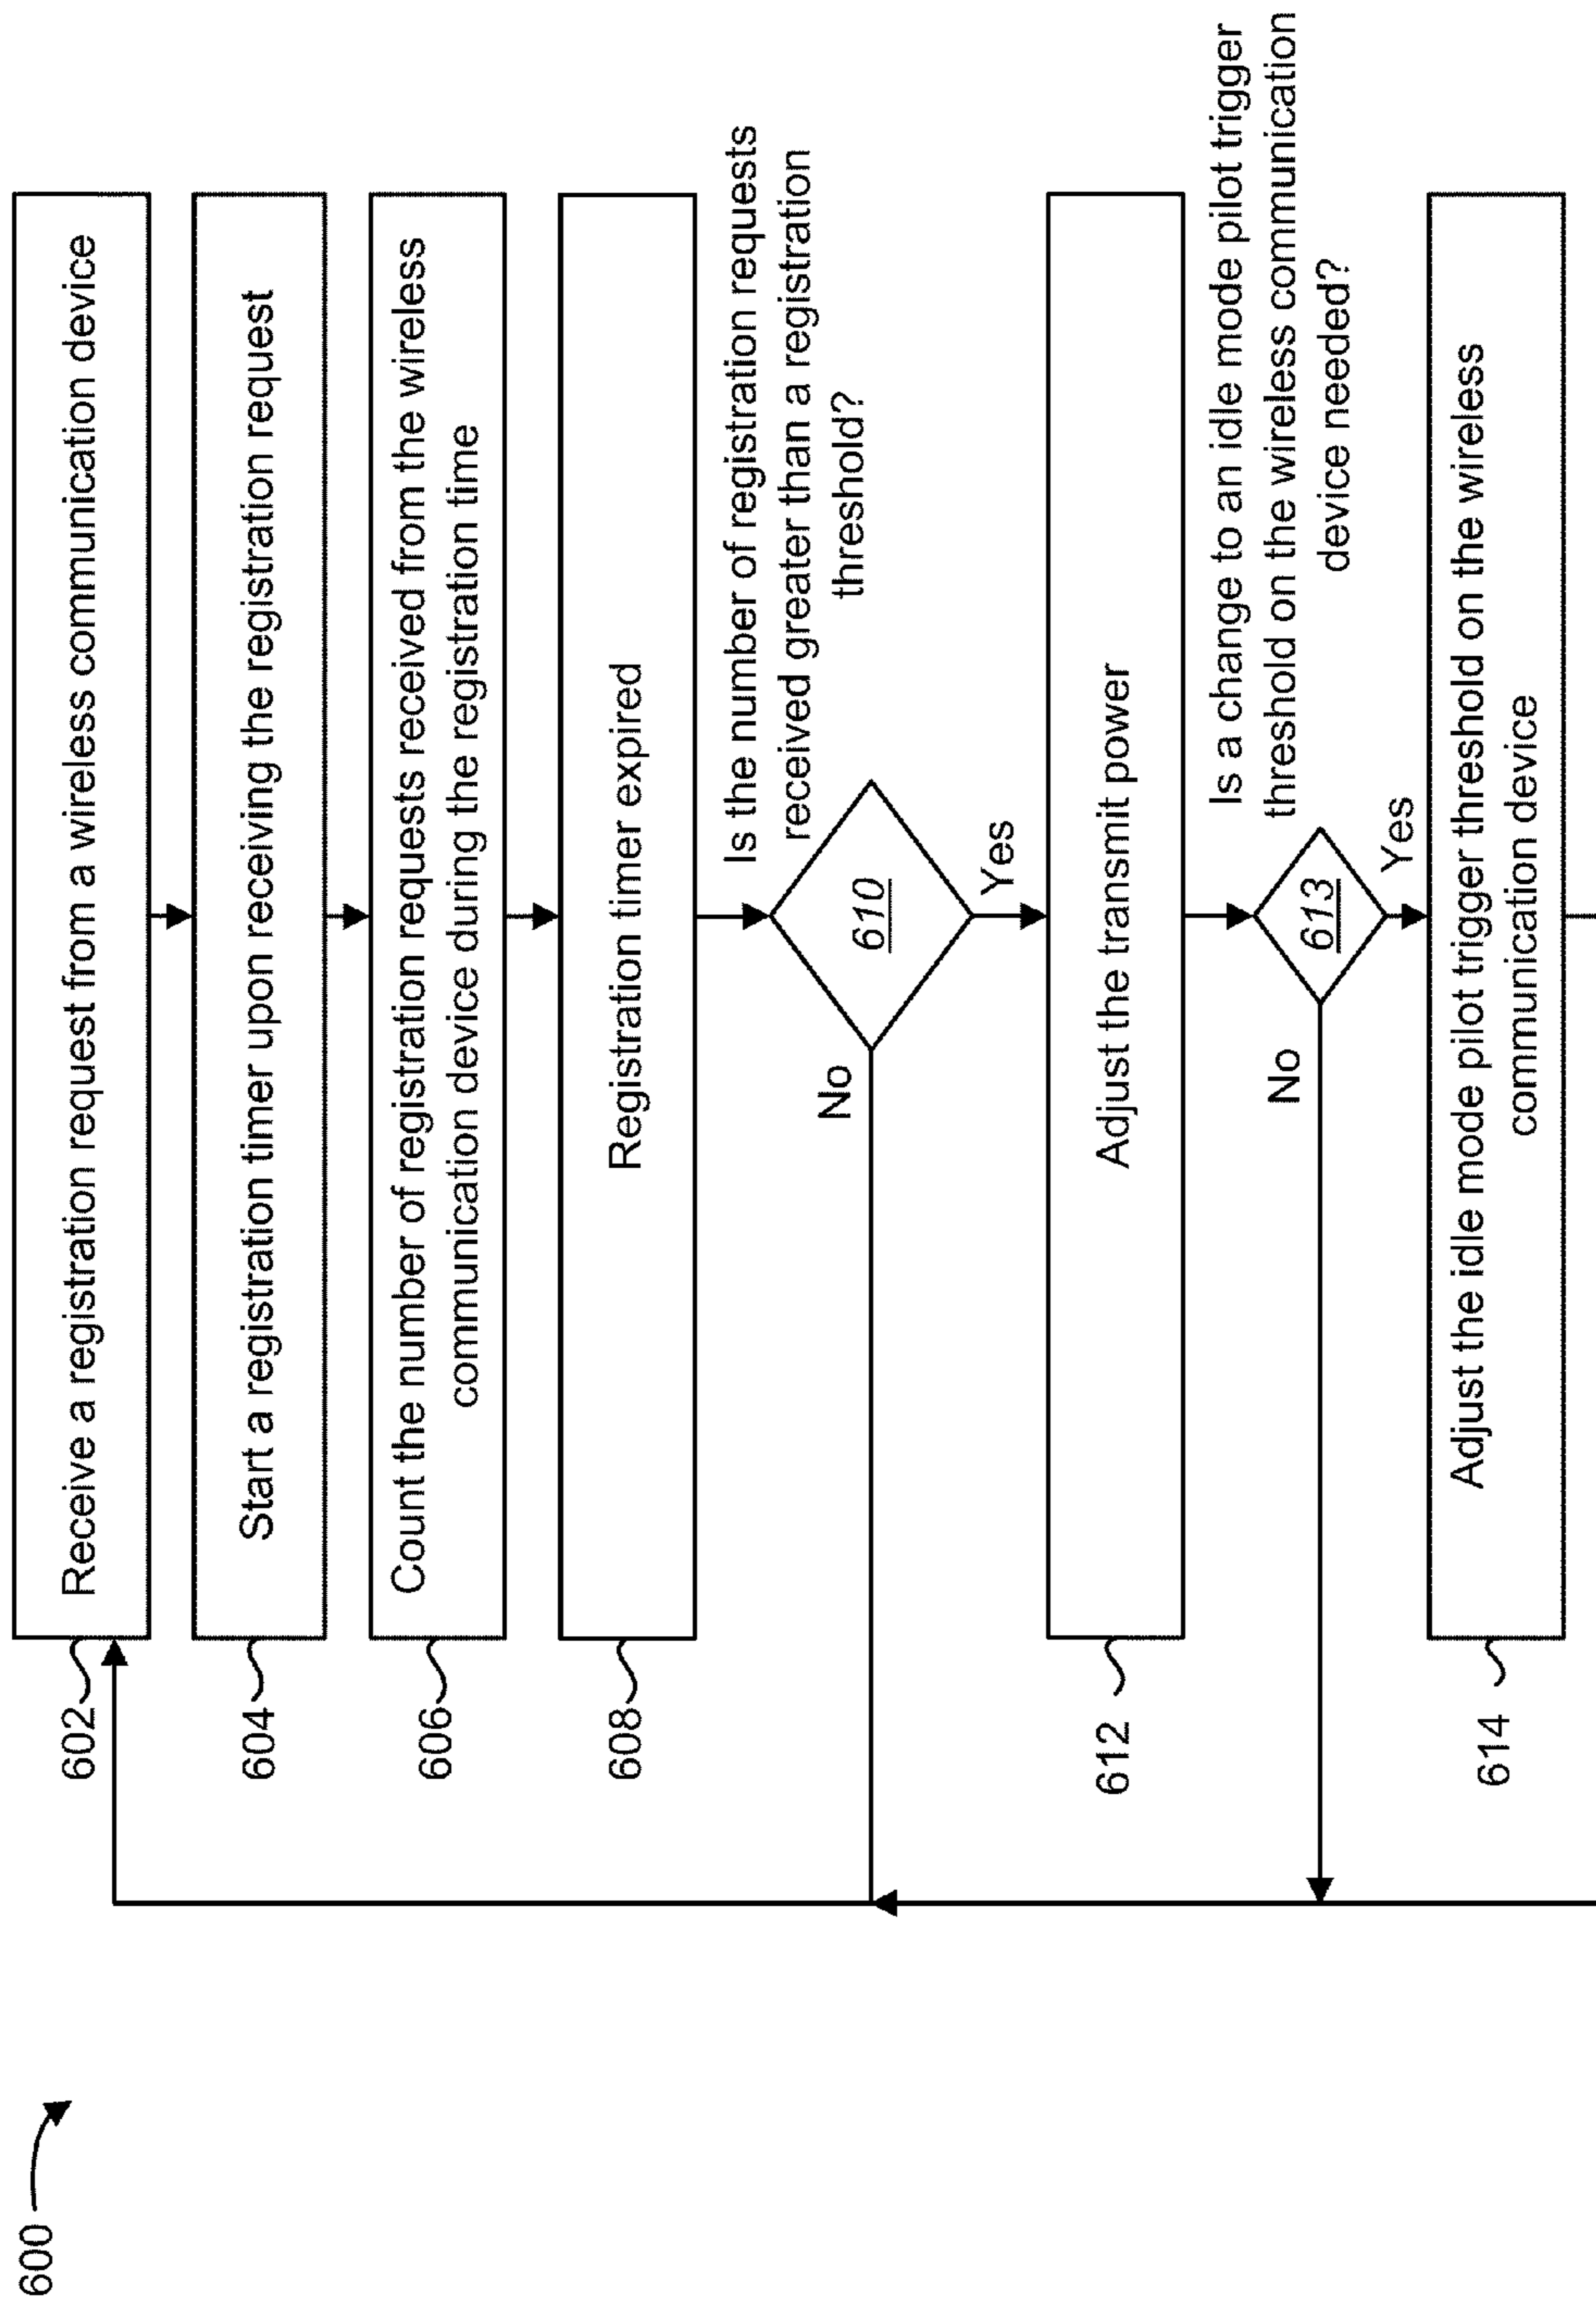 600
602
Receive a registration request from a wireless communication device
604
Start a registration timer upon receiving the registration request
606
Count the number of registration requests received from the wireless
communication device during the registration time
608
Registration timer expired
Is the number of registration requests
received greater than a registration
threshold?
No
610
Yes
612
Adjust the transmit power
Is a change to an idle mode pilot trigger
threshold on the wireless communication
device needed?
No
613
Yes
614
Adjust the idle mode pilot trigger threshold on the wireless
communication device